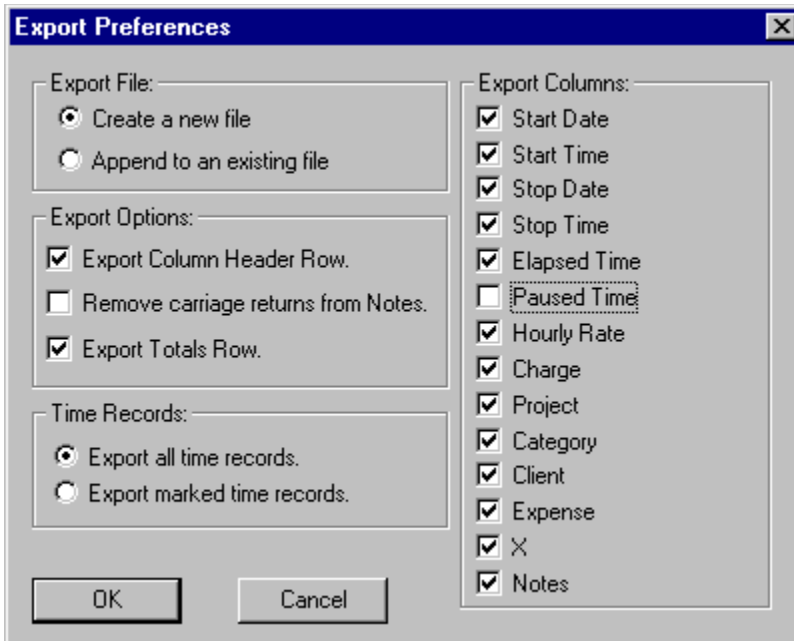 Export Preferences
Export File:
Create a new file
Append to an existing file
Export Options:
Export Column Header Row.
Remove carriage returns from Notes.
Export Totals Row.
Time Records:
Export all time records.
Export marked time records.
OK
Cancel
Export Columns:
Start Date
Start Time
Stop Date
Stop Time
Elapsed Time
Paused Time
Hourly Rate
Charge
Project
Category
Client
Expense
X
Notes